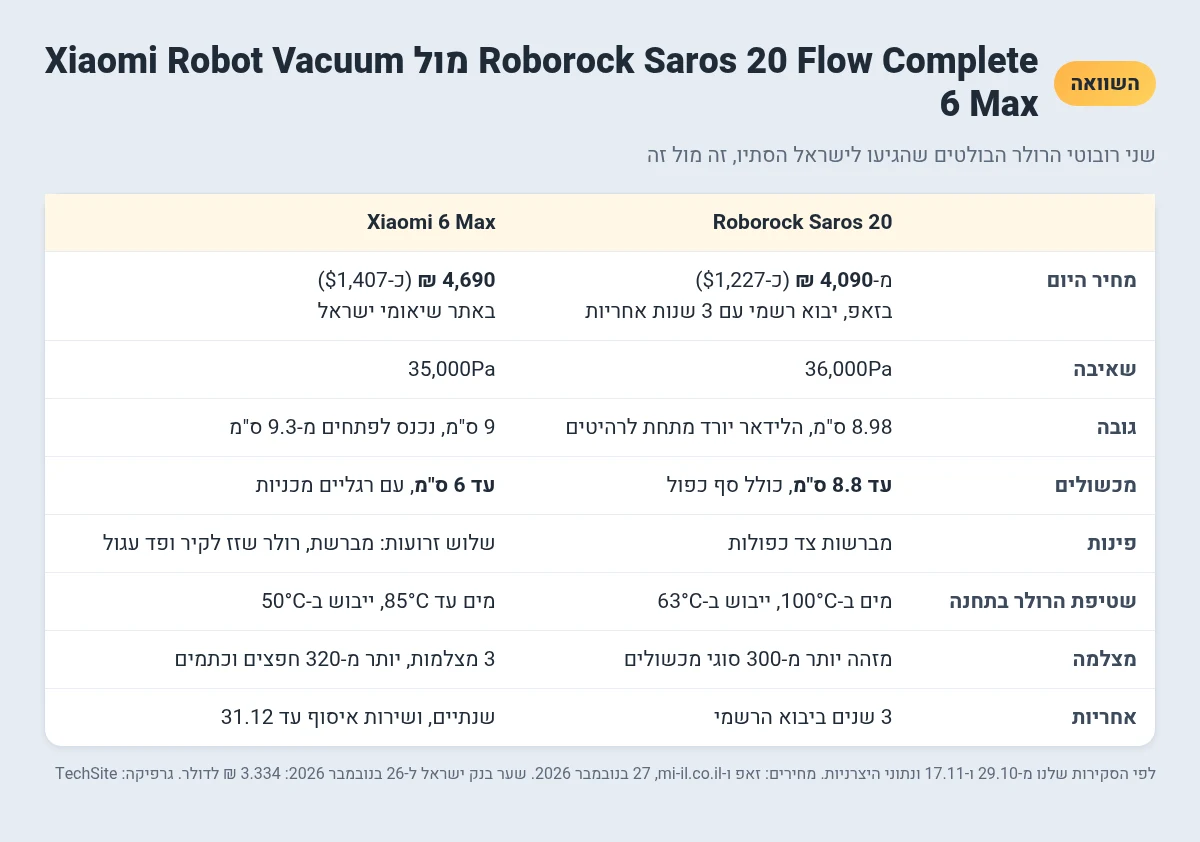 השוואה
Roborock Saros 20 Flow Complete מול Xiaomi Robot Vacuum
6 Max
שני רובוטי הרולר הבולטים שהגיעו לישראל הסתיו, זה מול זה
Roborock Saros 20
Xiaomi 6 Max
מחיר היום
מ-4,090 ₪ (כ-$1,227)
בזאפ, יבוא רשמי עם 3 שנות אחריות
4,690 ₪ (כ-$1,407)
באתר שיאומי ישראל
שאיבה
36,000Pa
35,000Pa
גובה
8.98 ס"מ, הלידאר יורד מתחת לרהיטים
9 ס"מ, נכנס לפתחים מ-9.3 ס"מ
מכשולים
עד 8.8 ס"מ, כולל סף כפול
עד 6 ס"מ, עם רגליים מכניות
פינות
מברשות צד כפולות
שלוש זרועות: מברשת, רולר שזז לקיר ופד עגול
שטיפת הרולר בתחנה
מים ב-100°C, ייבוש ב-63°C
מים עד 85°C, ייבוש ב-50°C
מצלמה
מזהה יותר מ-300 סוגי מכשולים
3 מצלמות, יותר מ-320 חפצים וכתמים
אחריות
3 שנים ביבוא הרשמי
שנתיים, ושירות איסוף עד 31.12
לפי הסקירות שלנו מ-29.10 ו-17.11 ונתוני היצרניות. מחירים: זאפ ו-mi-il.co.il, 27 בנובמבר 2026. שער בנק ישראל ל-26 בנובמבר 2026: 3.334 ₪ לדולר. גרפיקה: TechSite